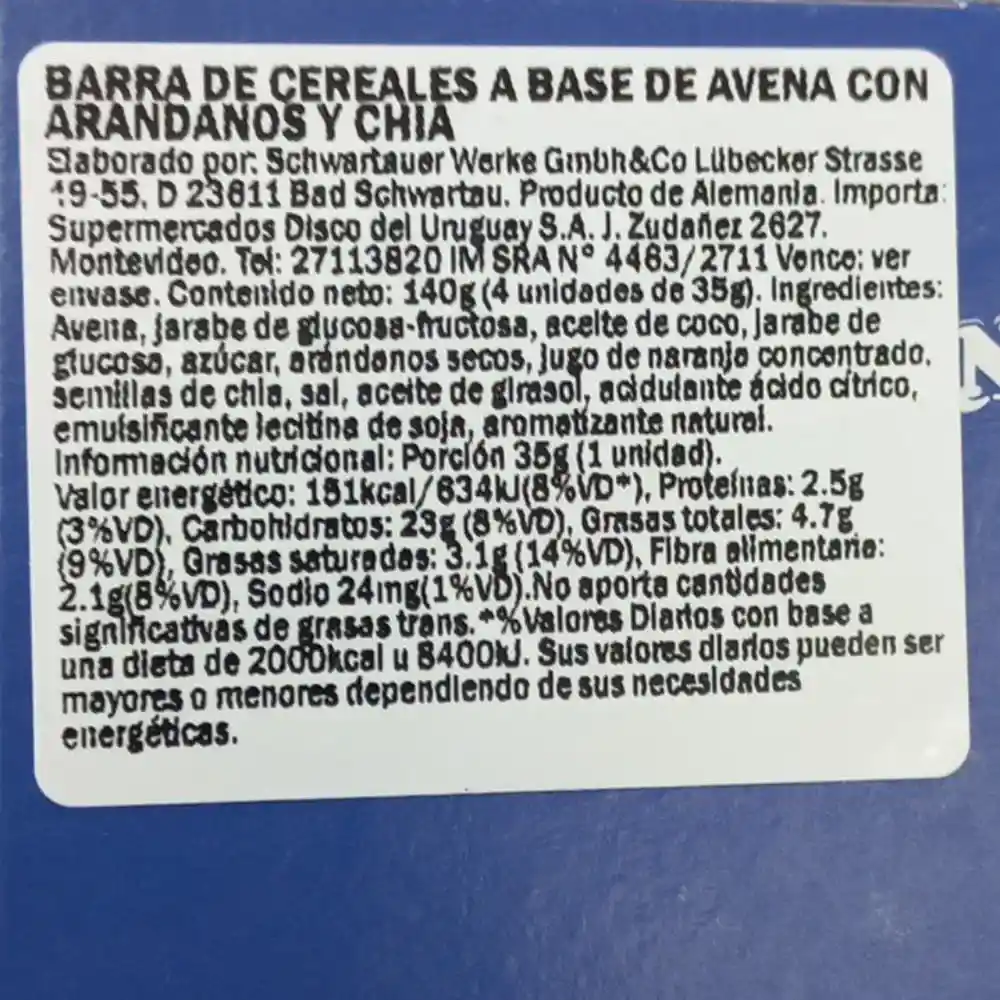 BARRA DE CEREALES A BASE DE AVENA CON
ARANDANOS Y CHIA
Elaborado por: Schwartauer Werke Gmbh&Co Lübecker Strasse
49-55, D 23611 Bad Schwartau. Producto de Alemania. Importa:
Supermercados Disco del Uruguay S.A. J. Zudañez 2627.
Montevideo. Tel: 27113820 IM SRA Nº 4463/2711 Vence: ver
envase. Contenido neto: 140g (4 unidades de 35g). Ingredientes:
Avena, jarabe de glucosa-fructosa, aceite de coco, jarabe de
glucosa, azúcar, arándanos secos, jugo de naranja concentrado,
semillas de chia, sal, aceite de girasol, acidulante ácido cítrico,
emulsificante lecitina de soja, aromatizante natural.
Información nutricional: Porción 35g (1 unidad).
Valor energético: 151kcal/634kJ(8%VD*), Proteínas: 2.5g
(3%VD), Carbohidratos: 23g (8%VD), Grasas totales: 4.7g
(9%VD), Grasas saturadas: 3.1g (14%VD), Fibra alimentaria:
2.1g(8%VD), Sodio 24mg(1%VD).No aporta cantidades
significativas de grasas trans.*%Valores Diarios con base a
una dieta de 2000kcal u 8400kJ. Sus valores diarios pueden ser
mayores o menores dependiendo de sus necesidades
energéticas.